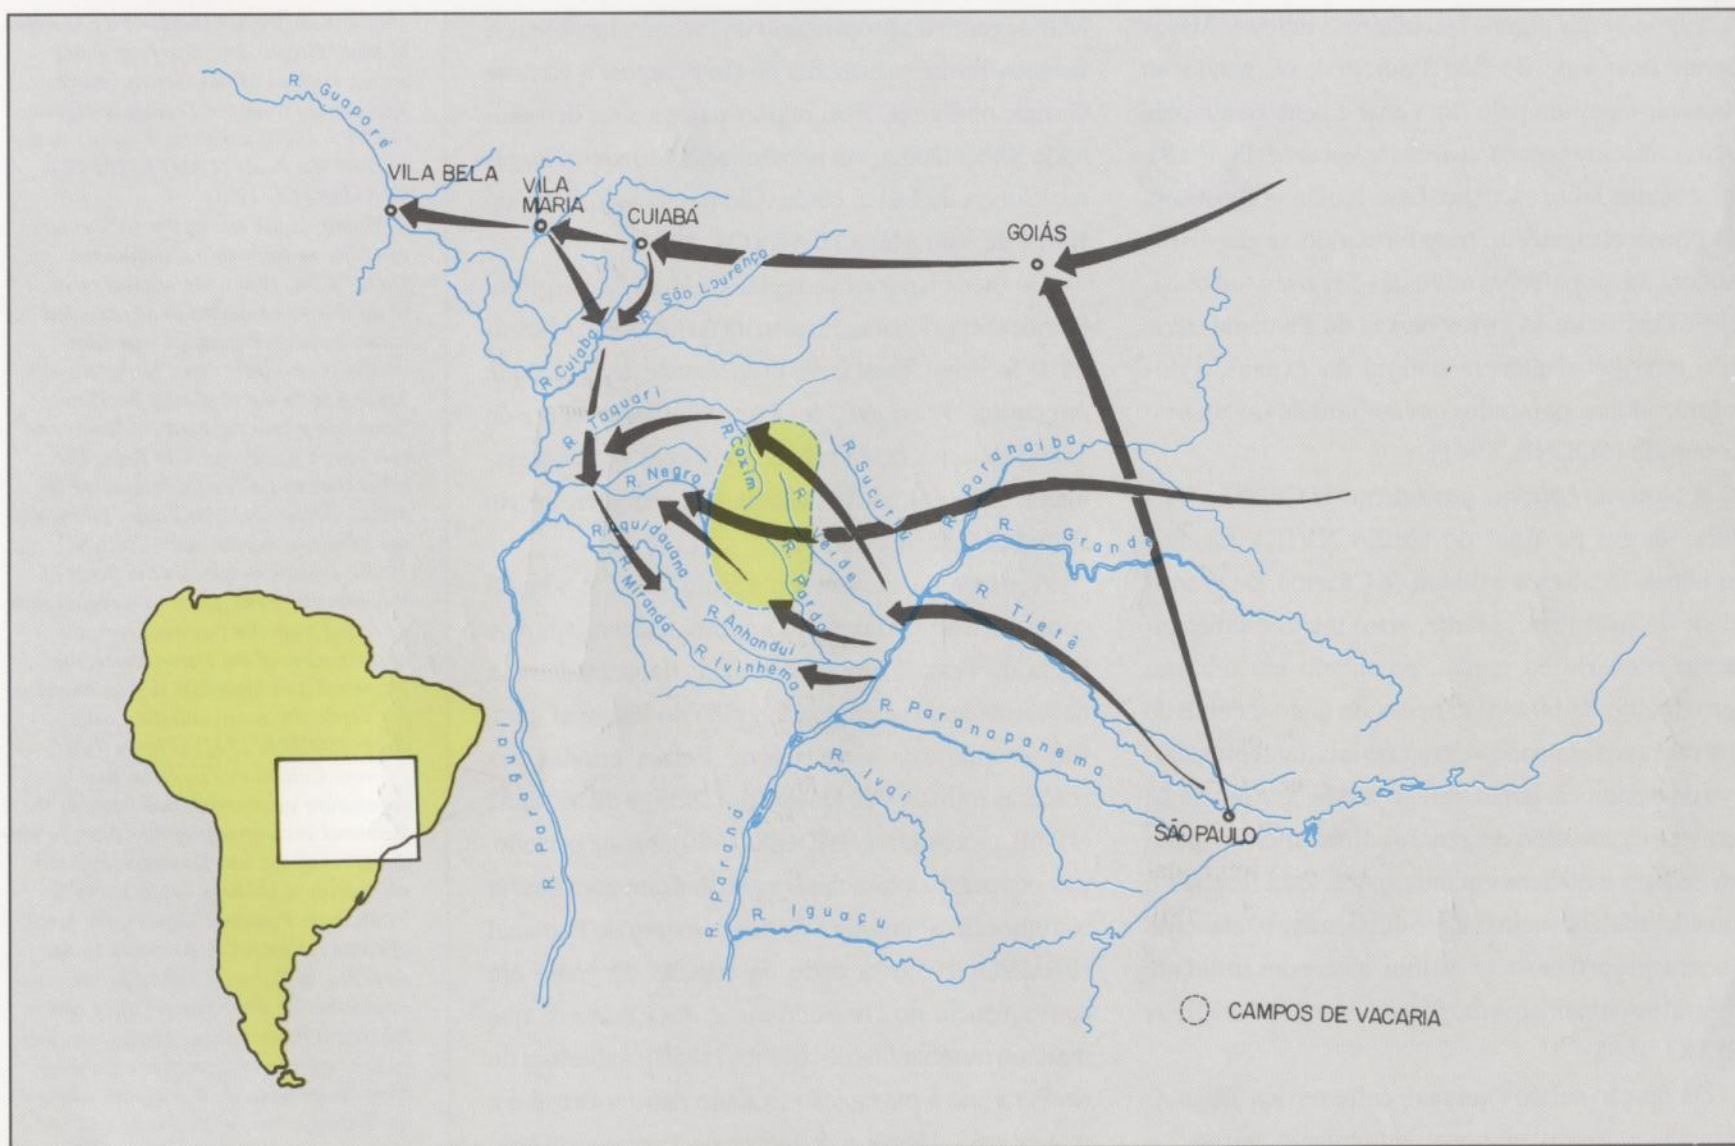 R. Guaporé
VILA BELA
VILA
MARIA
CUIABÁ
GOIÁS
R. São Lourenço
R. Cuiabá
R. Taquari
R. Coxim
R. Negro
R. Sucuriú
R. Paranaiba
R. Verde
R. Grande
R. Aquidauana
R. Miranda
R. Pardo
R. Tietê
R. Anhanduí
R. Ivinhema
R. Paranapanema
R. Ivaí
R. Paraguai
R. Paraná
R. Iguaçu
SÃO PAULO
CAMPOS DE VACARIA